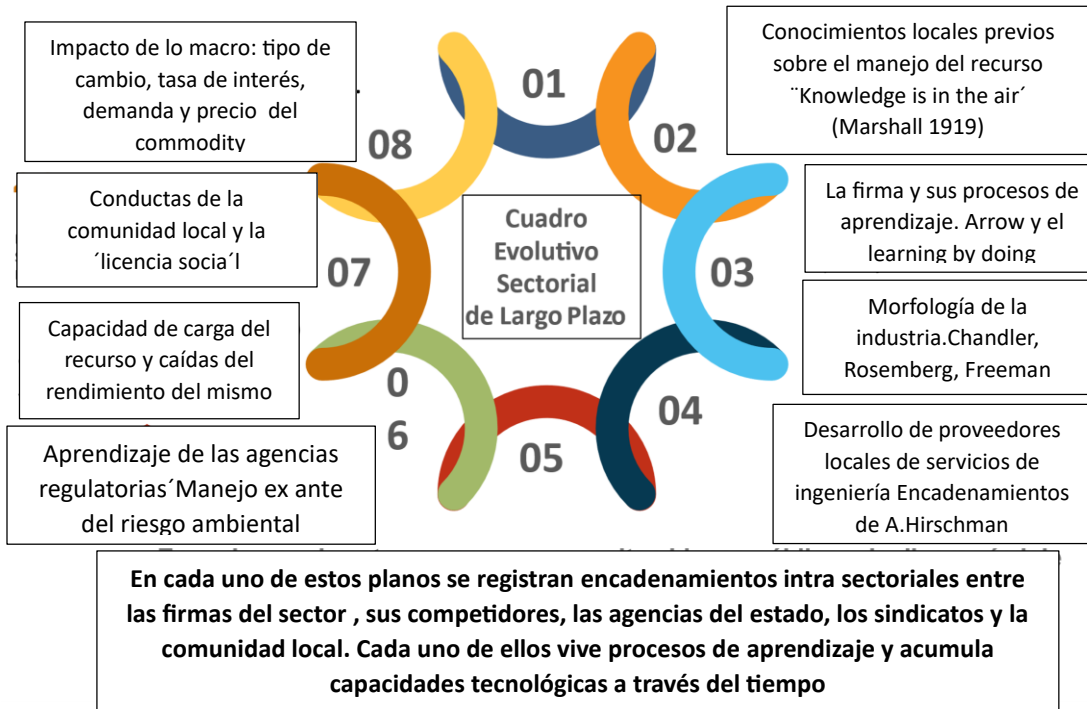 Impacto de lo macro: tipo de
cambo, tasa de interés,
demanda y precio del
commodity
01
Conocimientos locales previos
sobre el manejo del recurso
¨Knowledge is in the air´
(Marshall 1919)
08
02
Conductas de la
comunidad local y la
´licencia socia´l
Cuadro
Evolutivo
Sectorial
de Largo Plazo
La firma y sus procesos de
aprendizaje. Arrow y el
learning by doing
07
03
Capacidad de carga del
recurso y caídas del
rendimiento del mismo
Morfología de la
industria.Chandler,
Rosemberg, Freeman
0
6
05
04
Aprendizaje de las agencias
regulatorias´Manejo ex ante
del riesgo ambiental
Desarrollo de proveedores
locales de servicios de
ingeniería Encadenamientos
de A.Hirschman
En cada uno de estos planos se registran encadenamientos intra sectoriales entre
las firmas del sector , sus competidores, las agencias del estado, los sindicatos y la
comunidad local. Cada uno de ellos vive procesos de aprendizaje y acumula
capacidades tecnológicas a través del tiempo